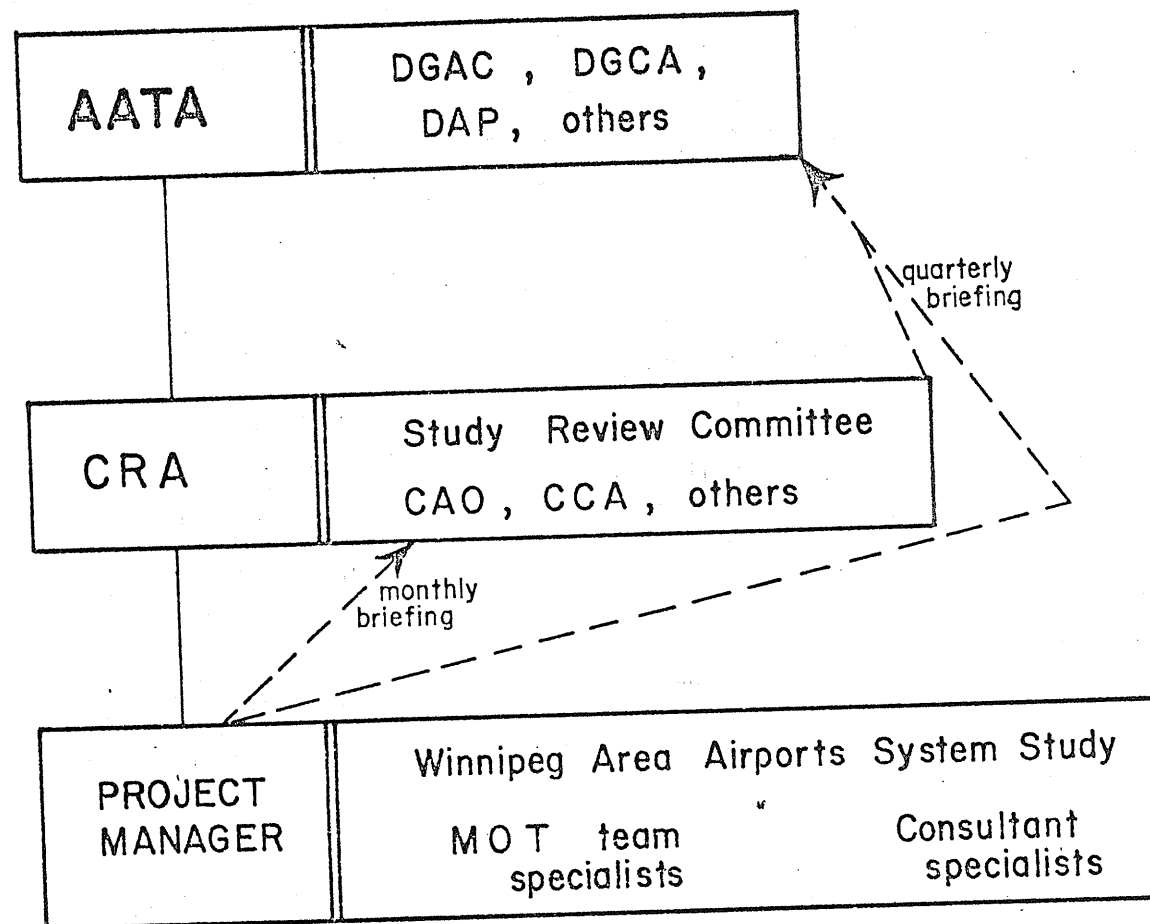 AATA
DGAC , DGCA ,
DAP , others
quarterly
briefing
CRA
Study Review Committee
CAO , CCA , others
monthly
briefing
PROJECT
MANAGER
Winnipeg Area Airports System Study
MOT team
specialists
Consultant
specialists